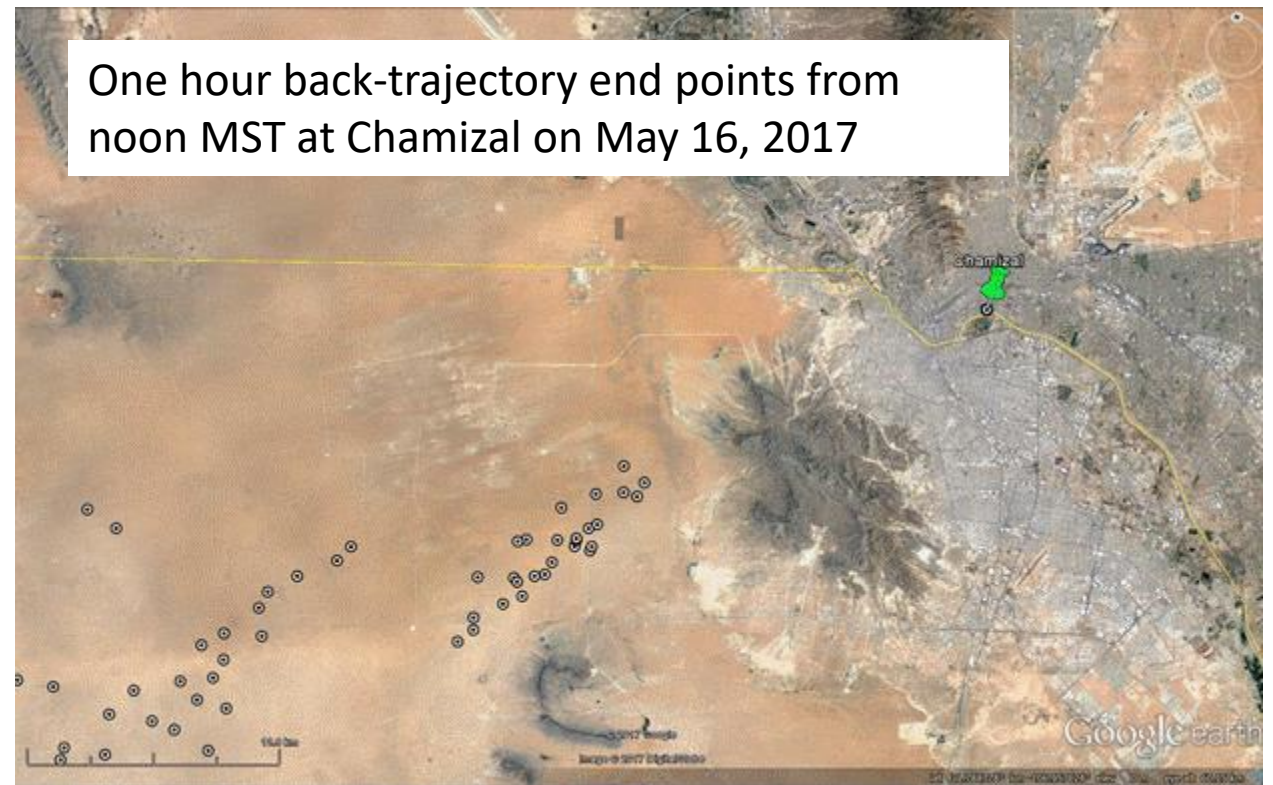 One hour back-trajectory end points from
noon MST at Chamizal on May 16, 2017
Chamizal
Google earth